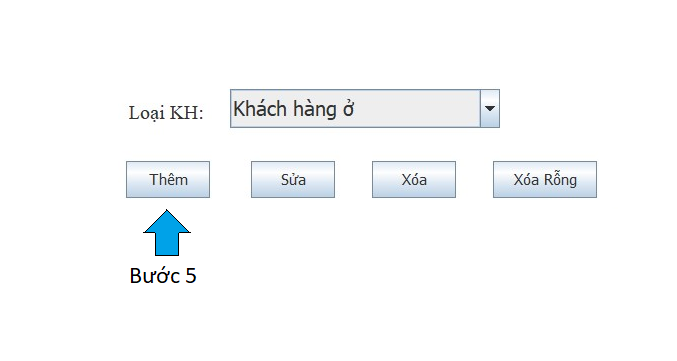 Loại KH: Khách hàng ở
Thêm Sửa Xóa Xóa Rỗng
Bước 5